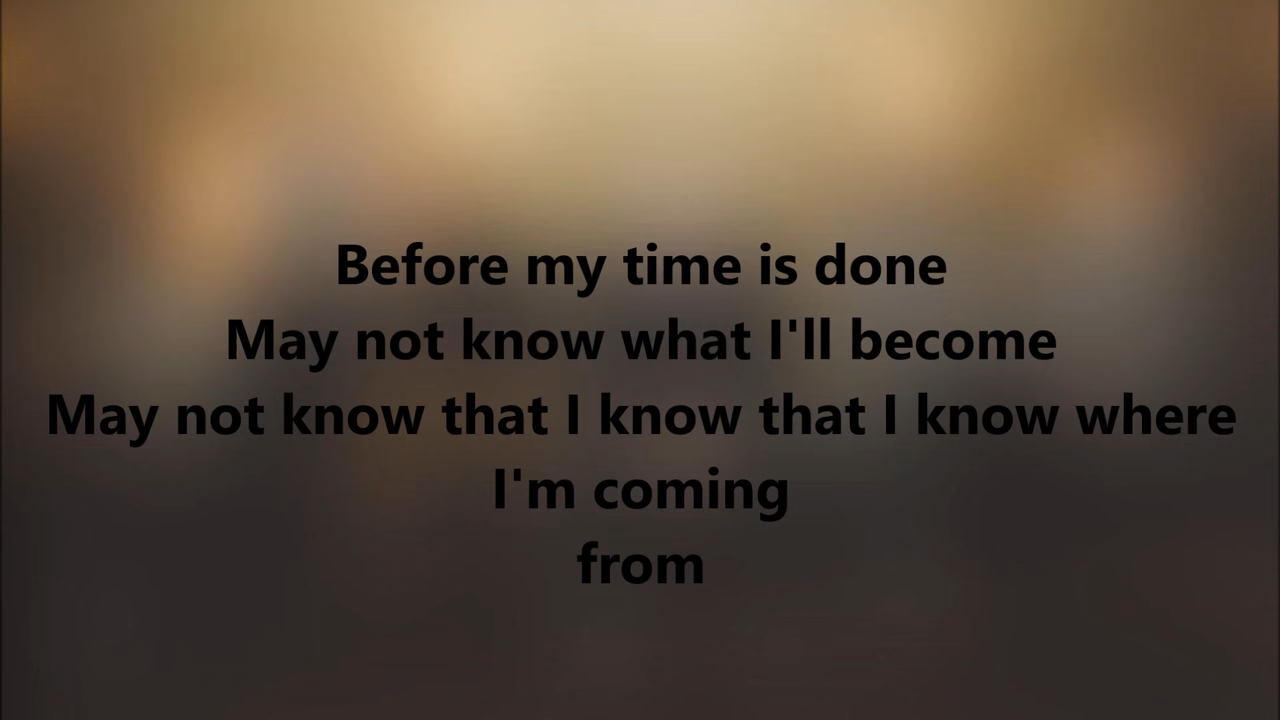 Before my time is done
May not know what I'll become
May not know that I know that I know where
I'm coming
from